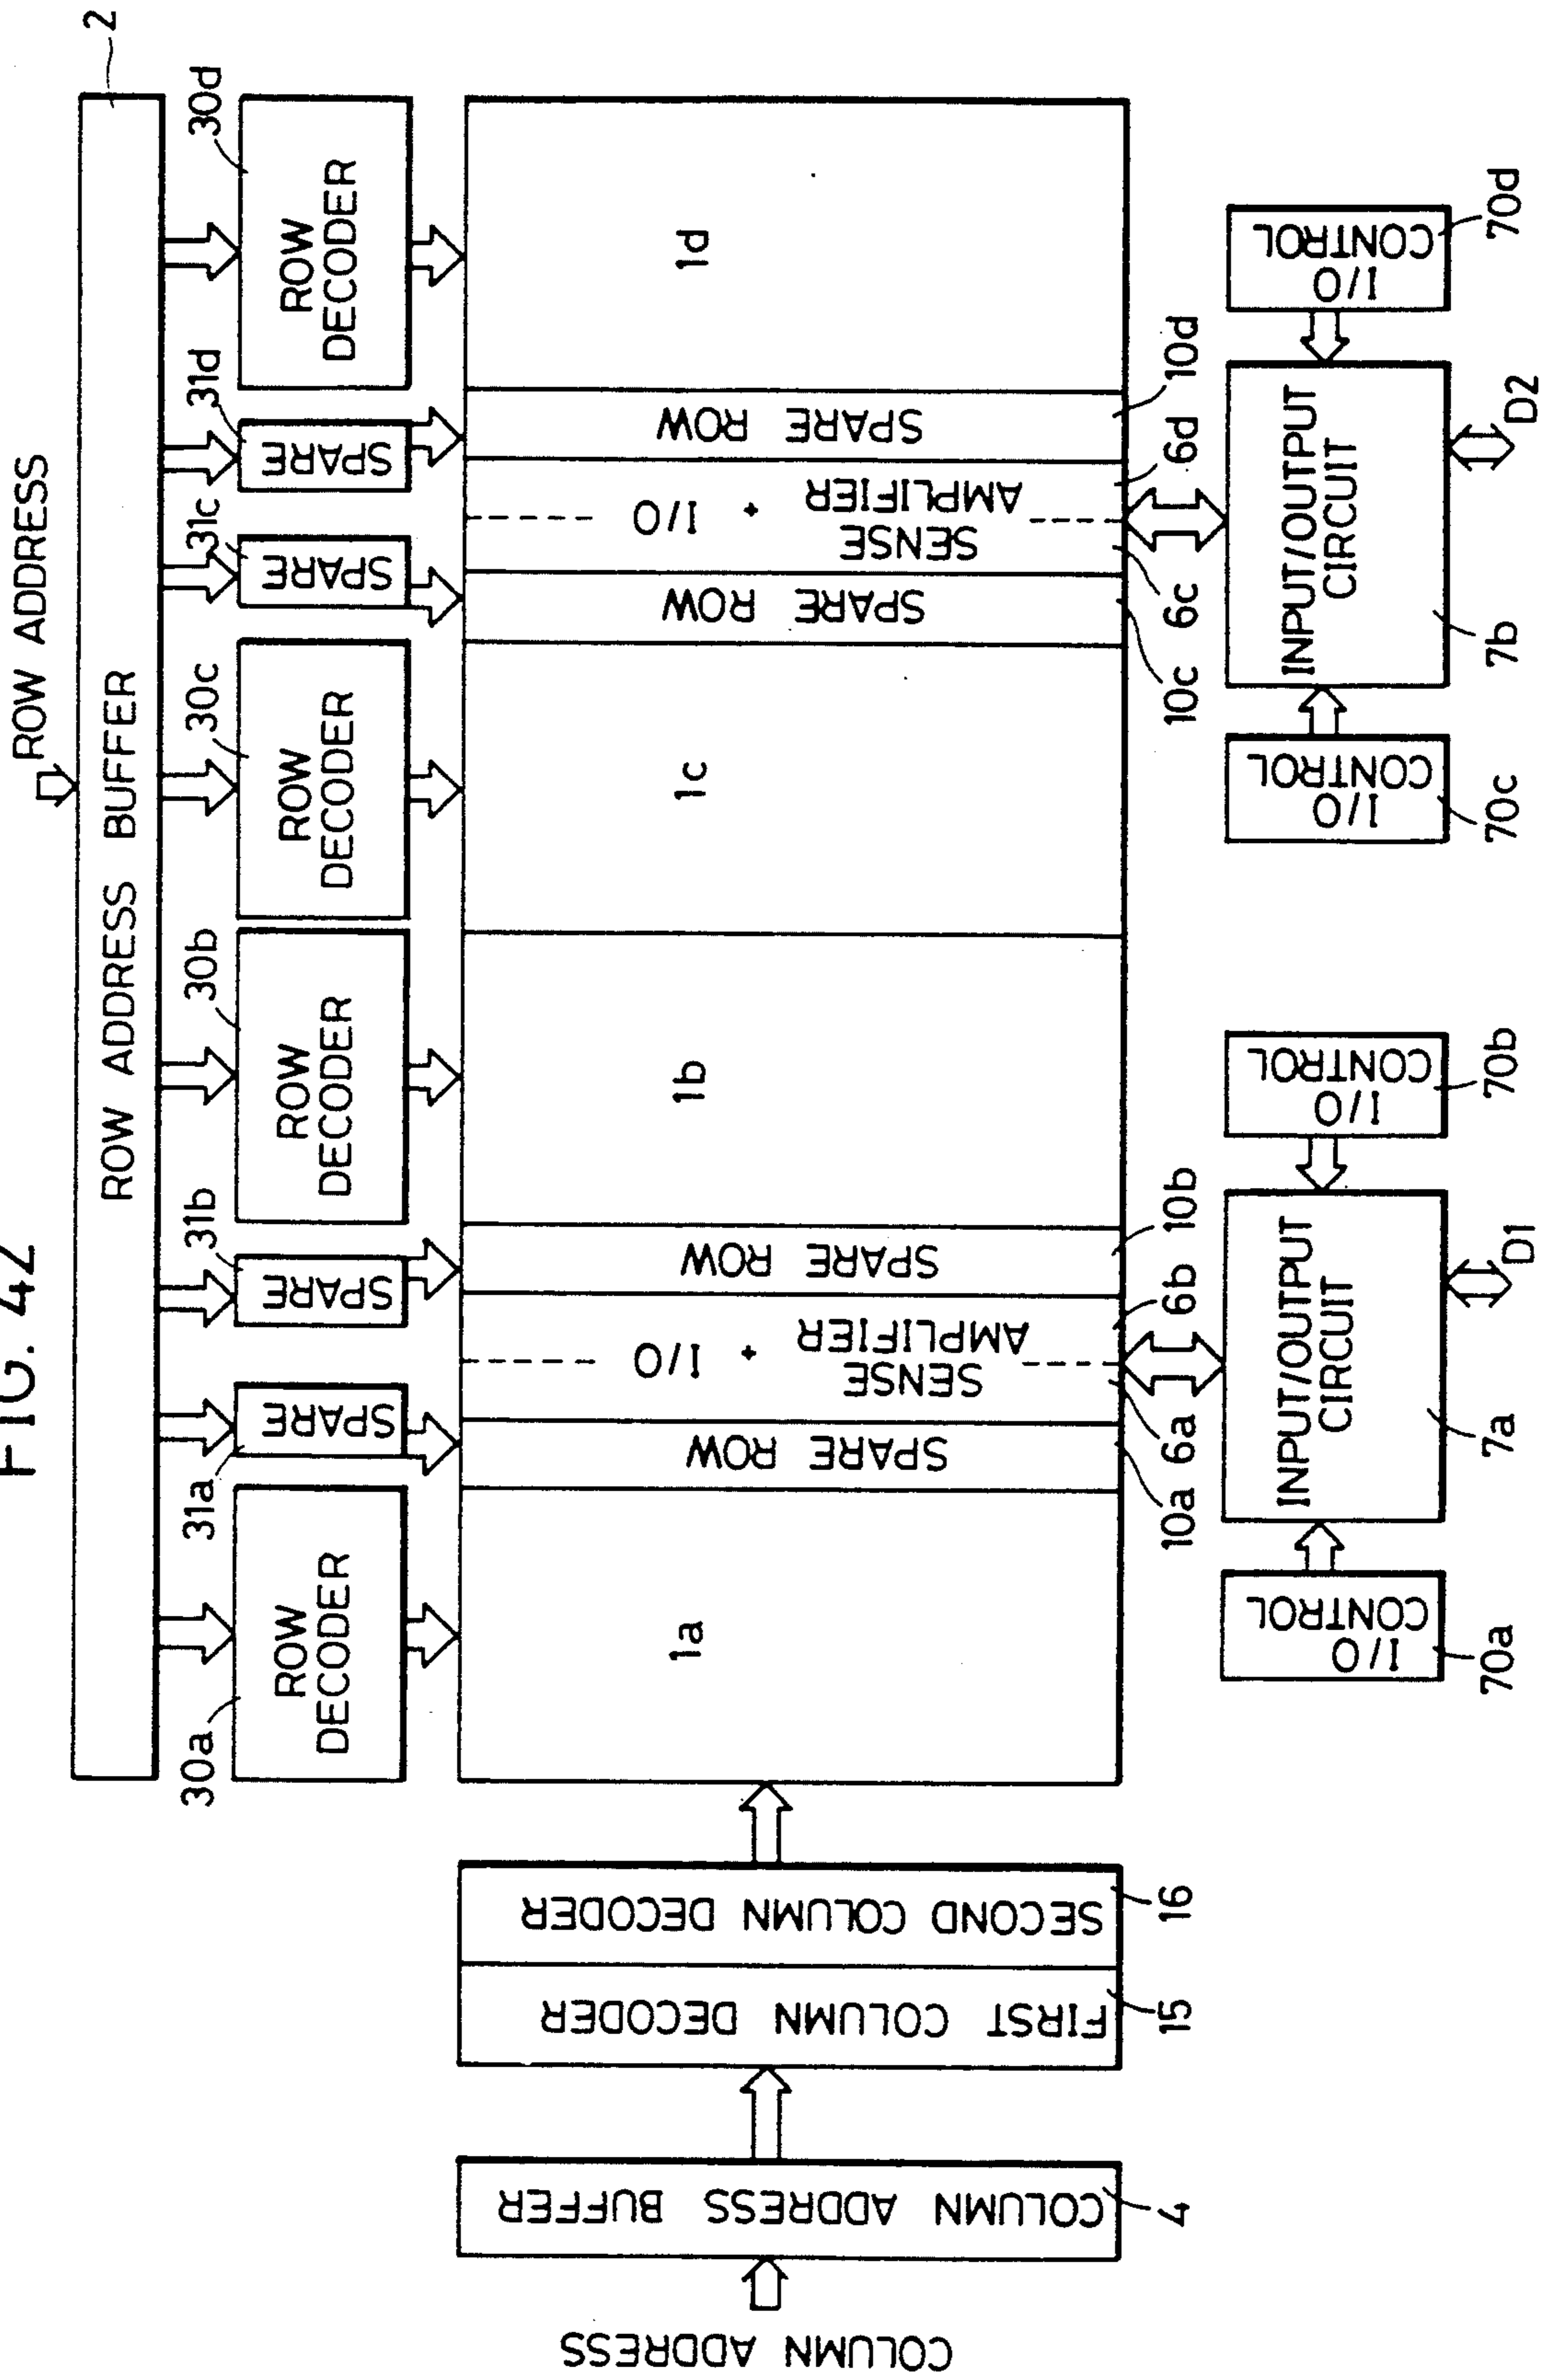 FIG. 42
ROW ADDRESS
2
ROW ADDRESS BUFFER
30a
31a
31b
30b
30c
31c
31d
30d
ROW
DECODER
SPARE
SPARE
ROW
DECODER
ROW
DECODER
SPARE
SPARE
ROW
DECODER
COLUMN ADDRESS
COLUMN ADDRESS BUFFER
4
FIRST COLUMN DECODER
15
SECOND COLUMN DECODER
16
1a
SPARE ROW
SENSE
AMPLIFIER + I/O
SPARE ROW
1b
1c
SPARE ROW
SENSE
AMPLIFIER + I/O
SPARE ROW
1d
10a
6a
6b
10b
10c
6c
6d
10d
I/O
CONTROL
70a
INPUT/OUTPUT
CIRCUIT
7a
D1
I/O
CONTROL
70b
I/O
CONTROL
70c
INPUT/OUTPUT
CIRCUIT
7b
D2
I/O
CONTROL
70d